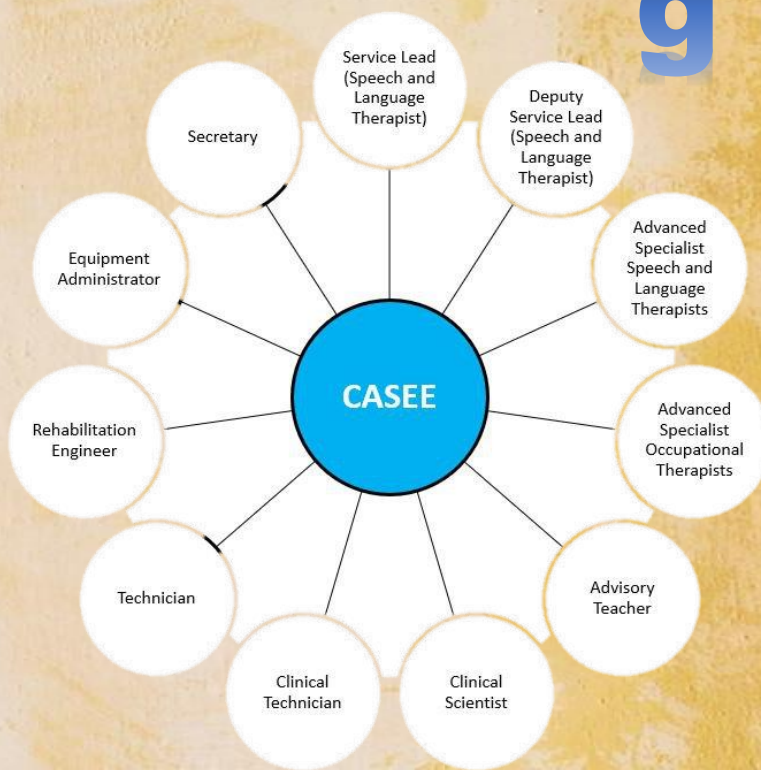 g
Service Lead
(Speech and
Language
Therapist)
Deputy
Service Lead
(Speech and
Language
Therapist)
Advanced
Specialist
Speech and
Language
Therapists
Advanced
Specialist
Occupational
Therapists
Advisory
Teacher
Clinical
Scientist
Clinical
Technician
Technician
Rehabilitation
Engineer
Equipment
Administrator
Secretary
CASEE